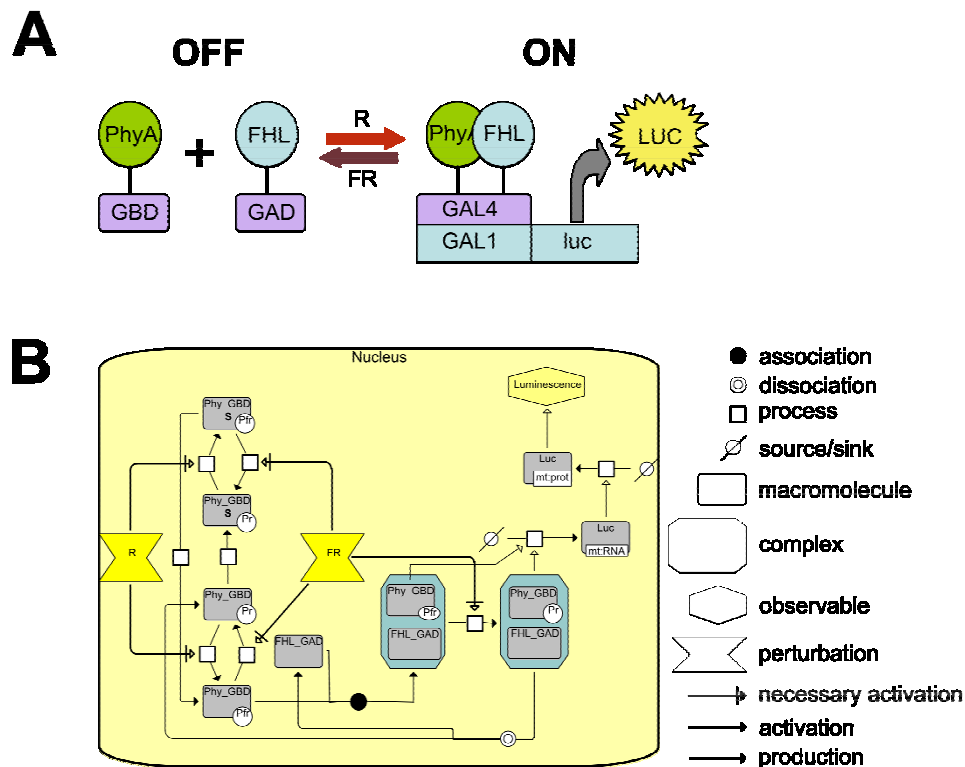 A
OFF
ON
PhyA
+
FHL
R
FR
PhyA
FHL
LUC
GBD
GAD
GAL4
GAL1
luc
B
Nucleus
Phy_GBD
S
Pfr
Phy_GBD
S
Pr
R
FR
Phy_GBD
Pr
FHL_GAD
Phy_GBD
Pfr
Luminescence
Luc
mt:prot
Luc
mt:RNA
Phy_GBD
Pfr
FHL_GAD
Phy_GBD
Pr
FHL_GAD
association
dissociation
process
source/sink
macromolecule
complex
observable
perturbation
necessary activation
activation
production